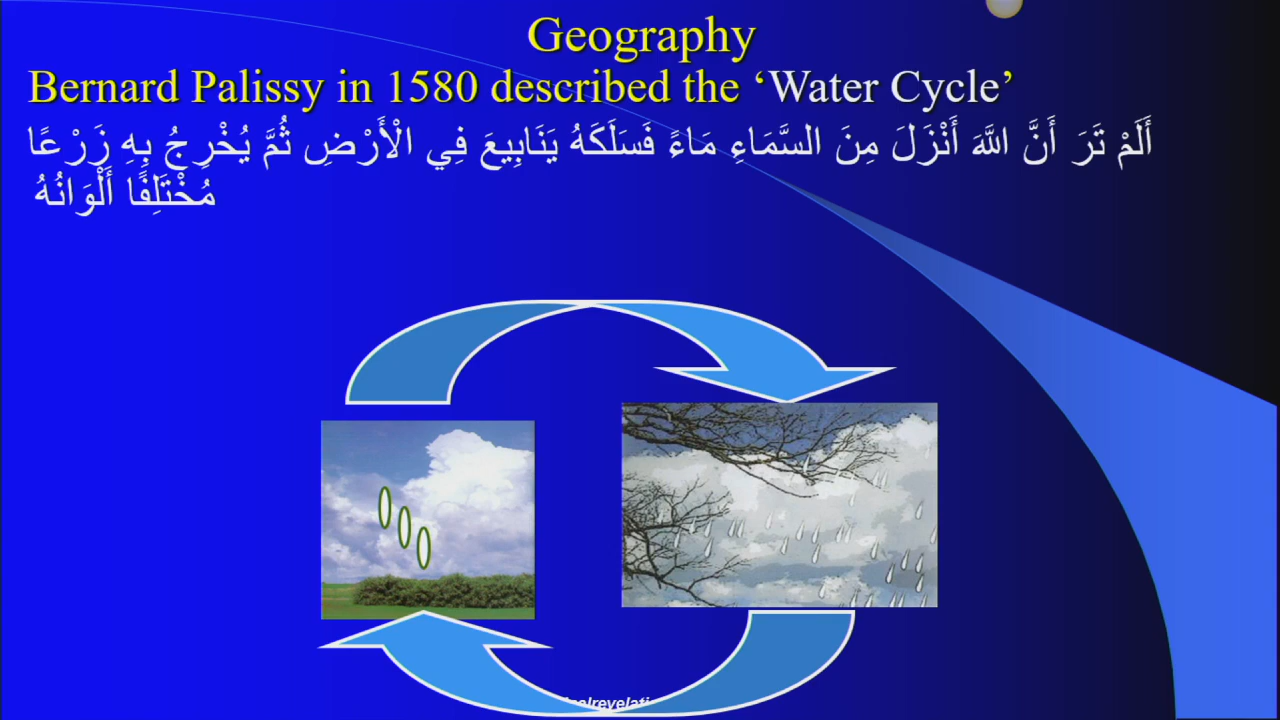 Geography
Bernard Palissy in 1580 described the ‘Water Cycle’
أَلَمْ تَرَ أَنَّ اللَّهَ أَنْزَلَ مِنَ السَّمَاءِ مَاءً فَسَلَكَهُ يَنَابِيعَ فِي الْأَرْضِ ثُمَّ يُخْرِجُ بِهِ زَرْعًا
مُخْتَلِفًا أَلْوَانُهُ